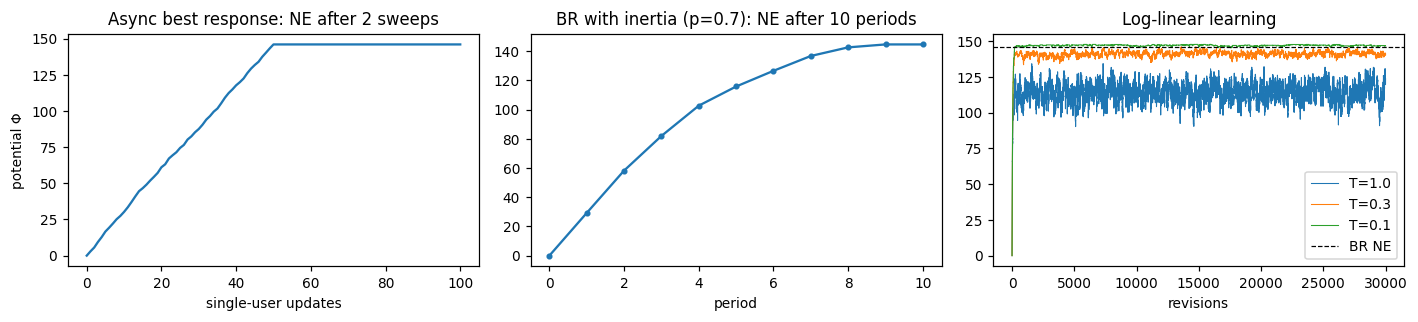 Async best response: NE after 2 sweeps
potential Φ
150
125
100
75
50
25
0
0 20 40 60 80 100
single-user updates
BR with inertia (p=0.7): NE after 10 periods
140
120
100
80
60
40
20
0
0 2 4 6 8 10
period
Log-linear learning
150
125
100
75
50
25
0
T=1.0
T=0.3
T=0.1
BR NE
0 5000 10000 15000 20000 25000 30000
revisions